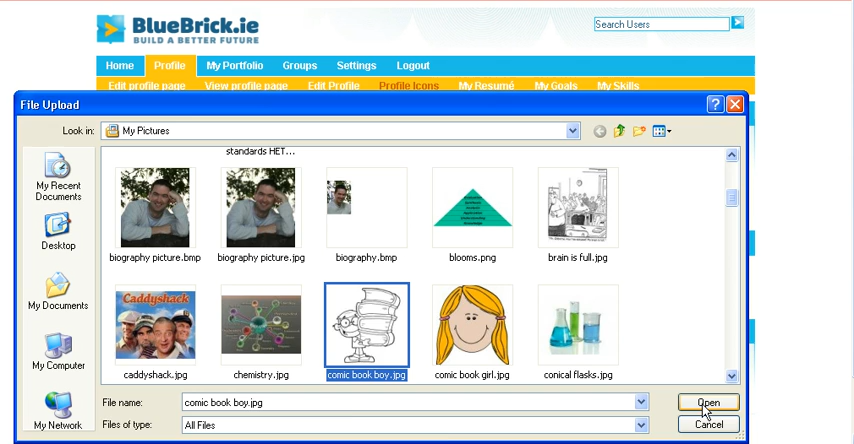 BlueBrick.ie
BUILD A BETTER FUTURE
Search Users
Home Profile My Portfolio Groups Settings Logout
Edit profile page View profile page Edit Profile Profile Icons My Resumé My Goals My Skills
File Upload
Look in: My Pictures
standards HET...
My Recent
Documents
Desktop
My Documents
My Computer
My Network
biography picture.bmp biography picture.jpg biography.bmp blooms.png brain is full.jpg
Caddyshack
caddyshack.jpg chemistry.jpg comic book boy.jpg comic book girl.jpg conical flasks.jpg
File name: comic book boy.jpg Open
Files of type: All Files Cancel